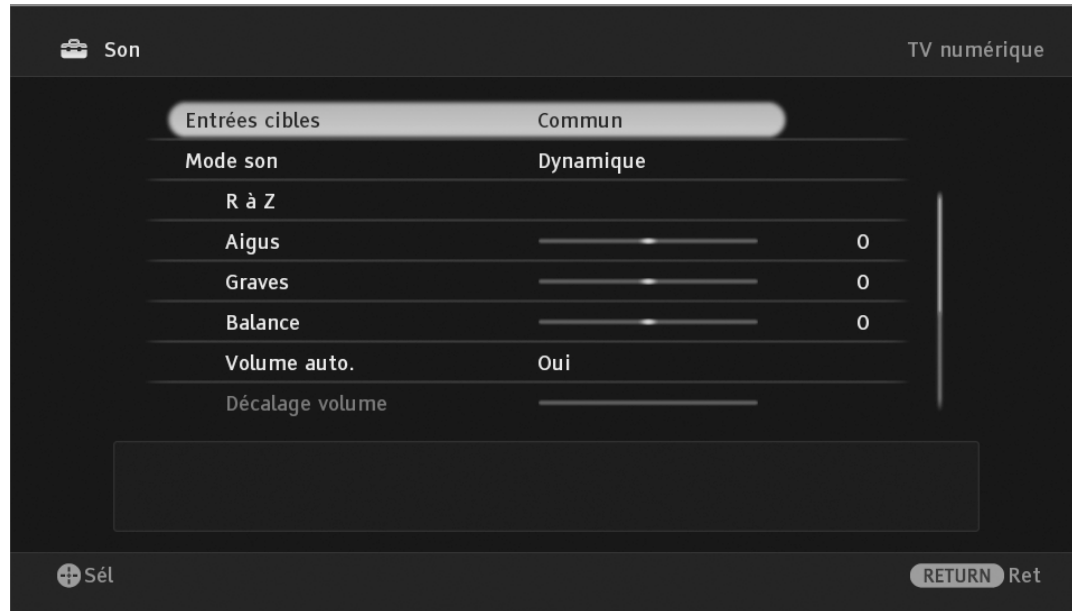 Son
TV numérique
Entrées cibles Commun
Mode son Dynamique
R à Z
Aigus 0
Graves 0
Balance 0
Volume auto. Oui
Décalage volume
Sél
RETURN Ret